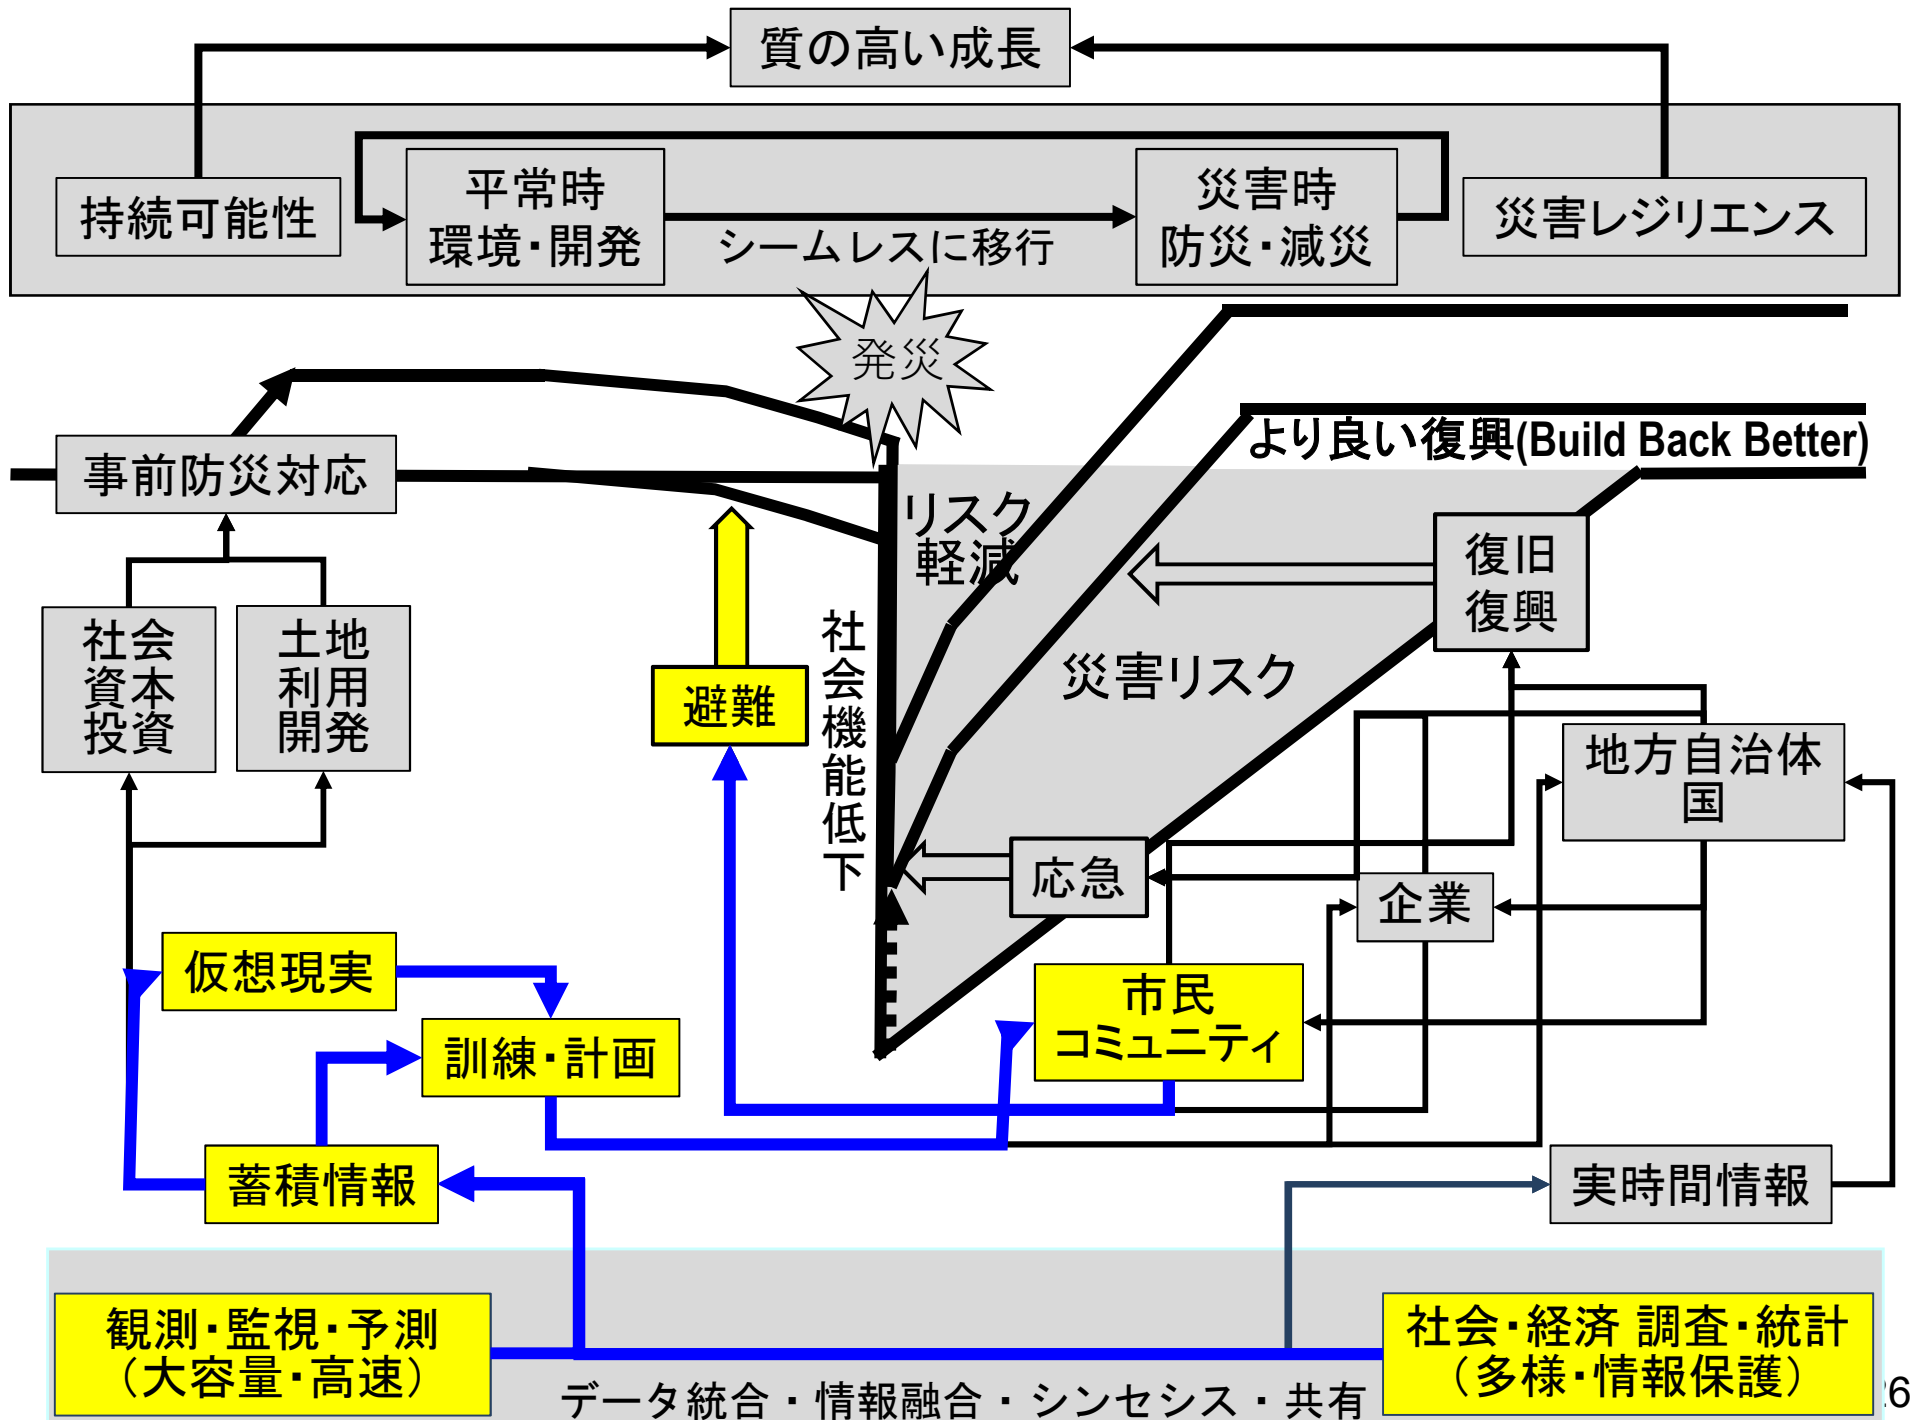 質の高い成長
持続可能性
平常時
環境・開発
シームレスに移行
災害時
防災・減災
災害レジリエンス
発災
より良い復興(Build Back Better)
事前防災対応
リスク
軽減
復旧
復興
社会
資本
投資
土地
利用
開発
避難
社会機能低下
災害リスク
地方自治体
国
応急
企業
仮想現実
市民
コミュニティ
訓練・計画
蓄積情報
実時間情報
観測・監視・予測
（大容量・高速）
社会・経済 調査・統計
（多様・情報保護）
データ統合・情報融合・シンセシス・共有
26